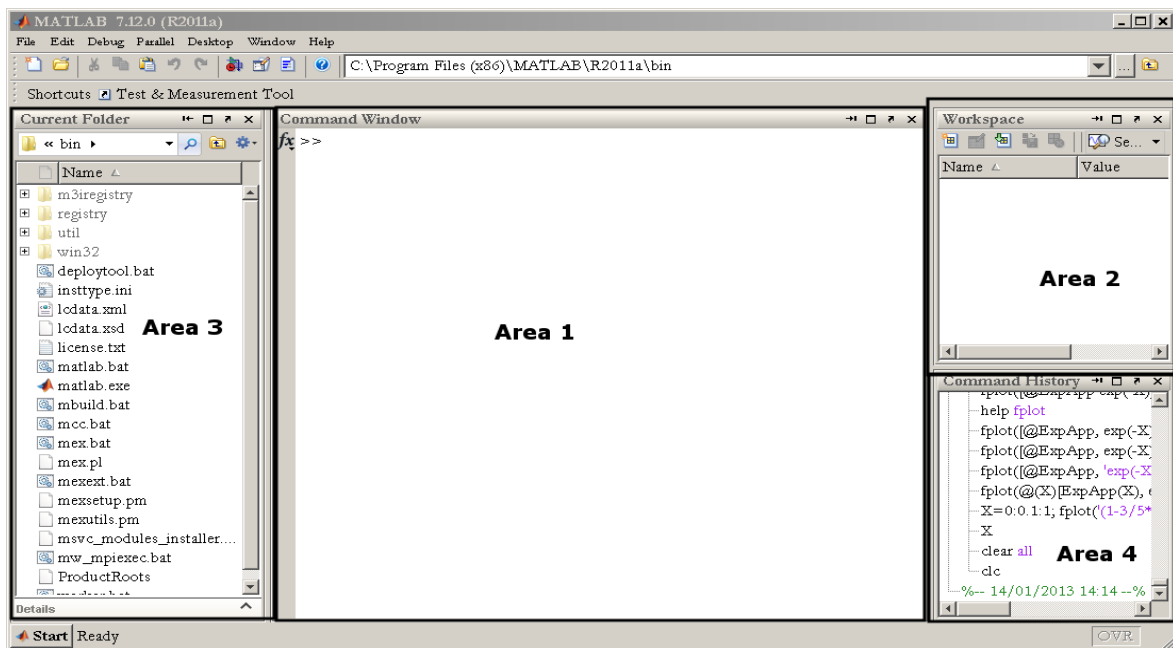 MATLAB 7.12.0 (R2011a)
File Edit Debug Parallel Desktop Window Help
C:\Program Files (x86)\MATLAB\R2011a\bin
Shortcuts Test & Measurement Tool
Current Folder
« bin
Name
m3iregistry
registry
util
win32
deploytool.bat
insttype.ini
lcdata.xml
lcdata.xsd
license.txt
matlab.bat
matlab.exe
mbuild.bat
mcc.bat
mex.bat
mex.pl
mexext.bat
mexsetup.pm
mexutils.pm
msvc_modules_installer....
mw_mpiexec.bat
ProductRoots
Details
Area 3
Command Window
fx >>
Area 1
Workspace
Se...
Name Value
Area 2
Command History
fplot([@ExpApp exp(-X)
help fplot
fplot([@ExpApp, exp(-X)
fplot([@ExpApp, exp(-X)
fplot([@ExpApp, 'exp(-X
fplot(@(X)[ExpApp(X), e
X=0:0.1:1; fplot('(1-3/5*
X
clear all
clc
%-- 14/01/2013 14:14 --%
Area 4
Start Ready
OVR